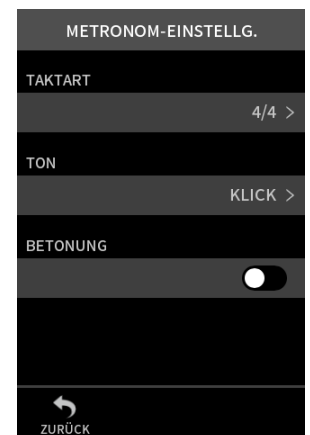 METRONOM-EINSTELLG.
TAKTART
4/4 >
TON
KLICK >
BETONUNG
ZURÜCK